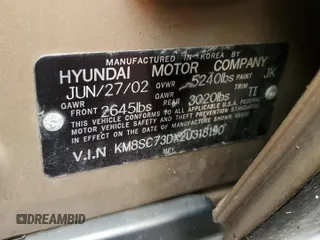 MANUFACTURED IN KOREA BY
HYUNDAI MOTOR COMPANY
JUN/27/02 GVWR 5240lbs PAINT JK
GAWR FRONT 2645lbs GAWR REAR 3020lbs TRIM TI
THIS VEHICLE CONFORMS TO ALL APPLICABLE U.S.A. FEDERAL
MOTOR VEHICLE SAFETY AND THEFT PREVENTION STANDARDS
IN EFFECT ON THE DATE OF MANUFACTURE SHOWN ABOVE
V.I.N KM8SC73DX2U318190
MPV
DREAMBID